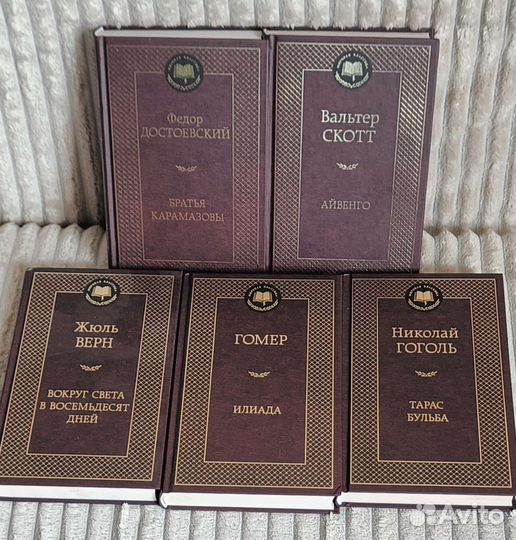 Федор
ДОСТОЕВСКИЙ
БРАТЬЯ
КАРАМАЗОВЫ
Вальтер
СКОТТ
АЙВЕНГО
Жюль
ВЕРН
ВОКРУГ СВЕТА
В ВОСЕМЬДЕСЯТ
ДНЕЙ
ГОМЕР
ИЛИАДА
Николай
ГОГОЛЬ
ТАРАС
БУЛЬБА
Avito